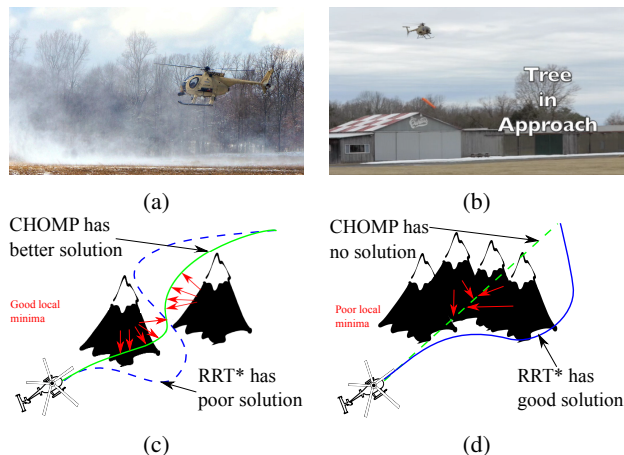 Tree
in
Approach
(a)
(b)
CHOMP has
better solution
Good local
minima
RRT* has
poor solution
CHOMP has
no solution
Poor local
minima
RRT* has
good solution
(c)
(d)